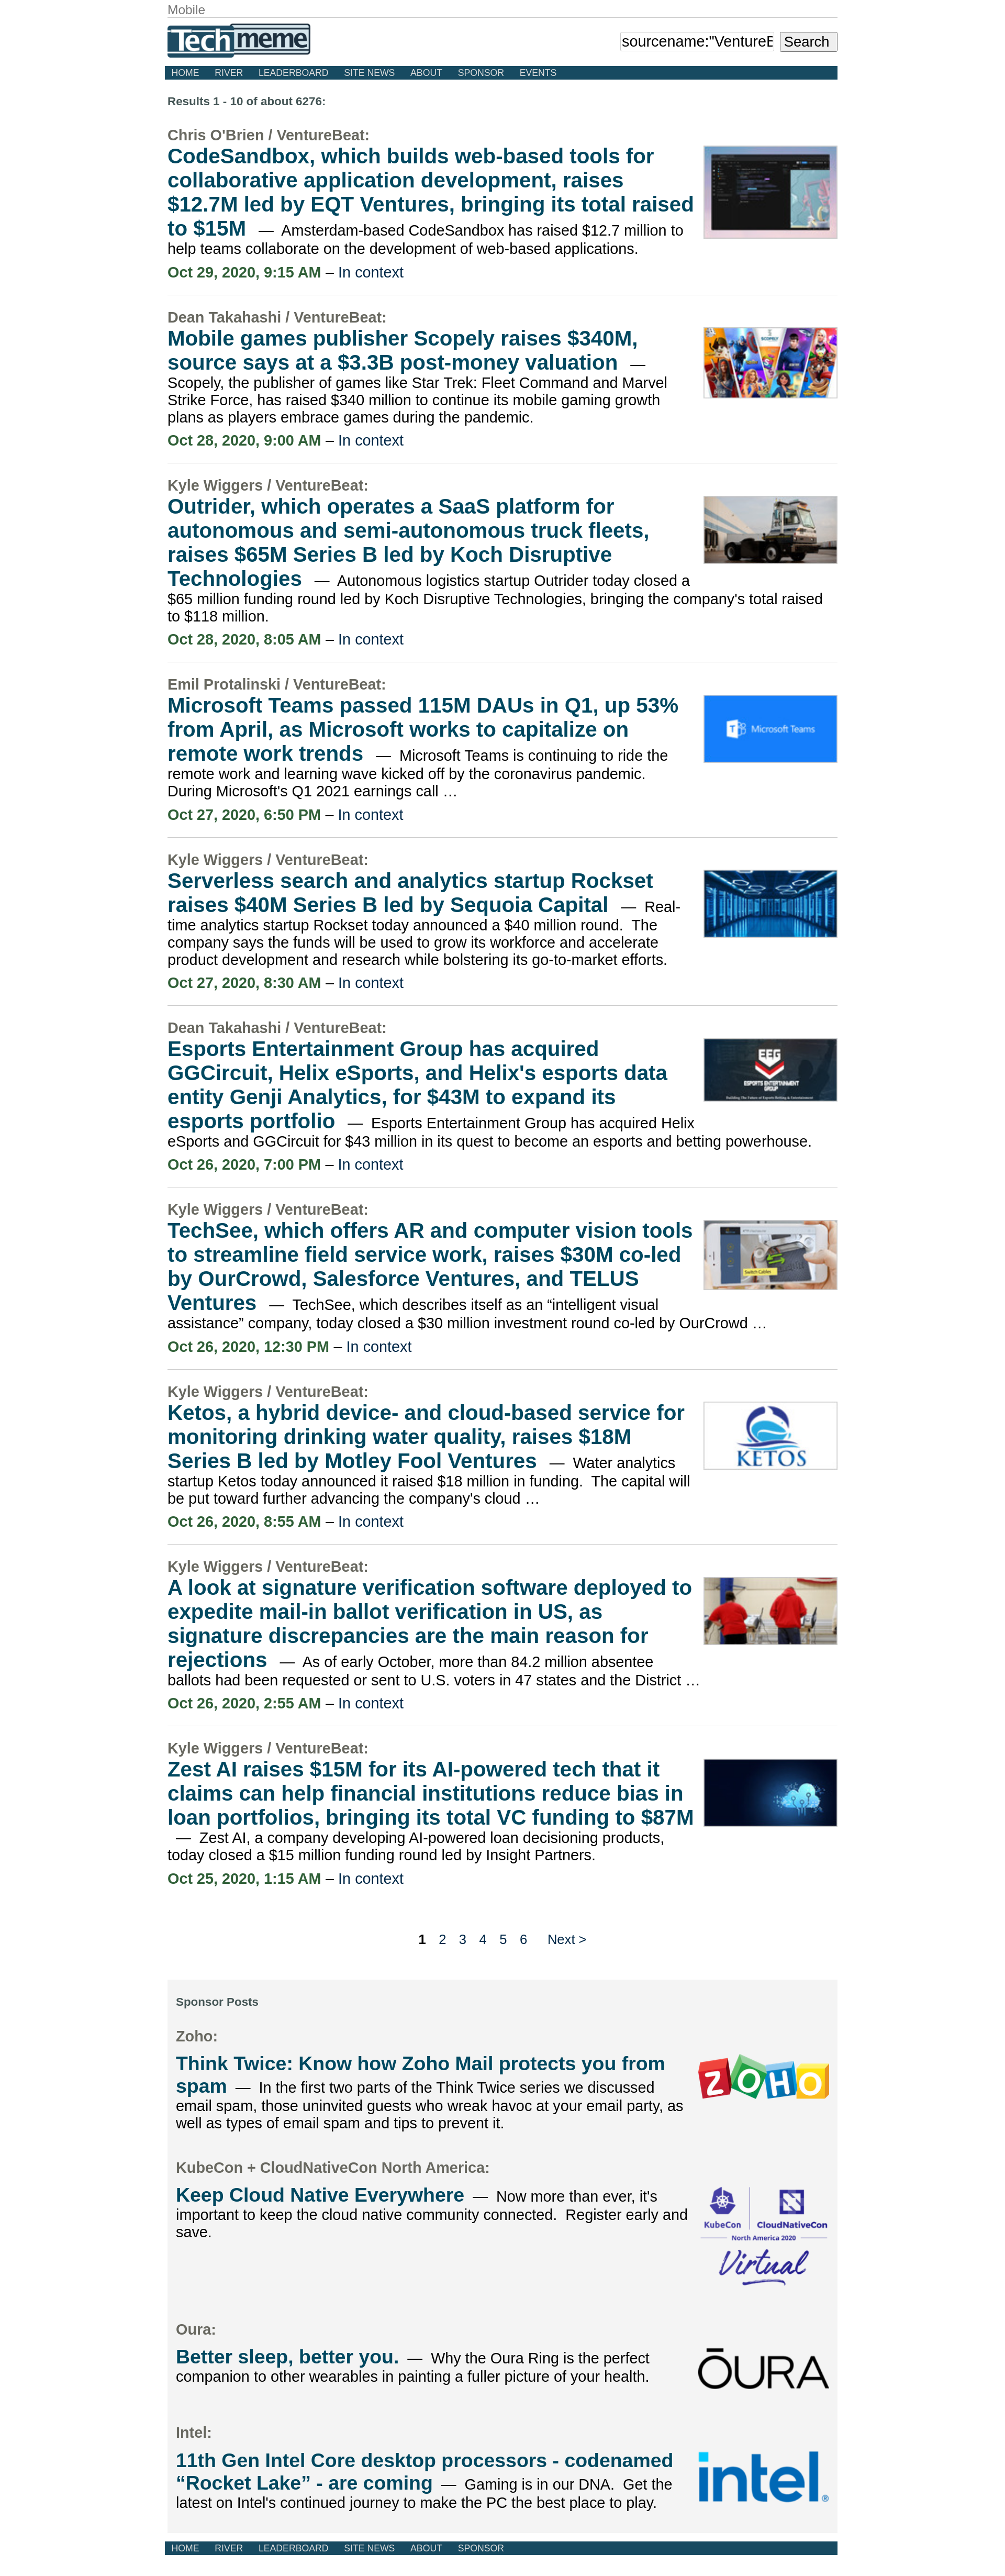 Mobile
Techmeme
sourcename:"VentureB
Search
HOME RIVER LEADERBOARD SITE NEWS ABOUT SPONSOR EVENTS
Results 1 - 10 of about 6276:
Chris O'Brien / VentureBeat:
CodeSandbox, which builds web-based tools for
collaborative application development, raises
$12.7M led by EQT Ventures, bringing its total raised
to $15M — Amsterdam-based CodeSandbox has raised $12.7 million to
help teams collaborate on the development of web-based applications.
Oct 29, 2020, 9:15 AM – In context
Dean Takahashi / VentureBeat:
Mobile games publisher Scopely raises $340M,
source says at a $3.3B post-money valuation —
Scopely, the publisher of games like Star Trek: Fleet Command and Marvel
Strike Force, has raised $340 million to continue its mobile gaming growth
plans as players embrace games during the pandemic.
SCOPELY
Oct 28, 2020, 9:00 AM – In context
Kyle Wiggers / VentureBeat:
Outrider, which operates a SaaS platform for
autonomous and semi-autonomous truck fleets,
raises $65M Series B led by Koch Disruptive
Technologies — Autonomous logistics startup Outrider today closed a
$65 million funding round led by Koch Disruptive Technologies, bringing the company's total raised
to $118 million.
Oct 28, 2020, 8:05 AM – In context
Emil Protalinski / VentureBeat:
Microsoft Teams passed 115M DAUs in Q1, up 53%
from April, as Microsoft works to capitalize on
remote work trends — Microsoft Teams is continuing to ride the
remote work and learning wave kicked off by the coronavirus pandemic.
During Microsoft's Q1 2021 earnings call …
Microsoft Teams
Oct 27, 2020, 6:50 PM – In context
Kyle Wiggers / VentureBeat:
Serverless search and analytics startup Rockset
raises $40M Series B led by Sequoia Capital — Real-
time analytics startup Rockset today announced a $40 million round. The
company says the funds will be used to grow its workforce and accelerate
product development and research while bolstering its go-to-market efforts.
Oct 27, 2020, 8:30 AM – In context
Dean Takahashi / VentureBeat:
Esports Entertainment Group has acquired
GGCircuit, Helix eSports, and Helix's esports data
entity Genji Analytics, for $43M to expand its
esports portfolio — Esports Entertainment Group has acquired Helix
eSports and GGCircuit for $43 million in its quest to become an esports and betting powerhouse.
EEG
ESPORTS ENTERTAINMENT
GROUP
Building The Future of Esports Betting & Entertainment
Oct 26, 2020, 7:00 PM – In context
Kyle Wiggers / VentureBeat:
TechSee, which offers AR and computer vision tools
to streamline field service work, raises $30M co-led
by OurCrowd, Salesforce Ventures, and TELUS
Ventures — TechSee, which describes itself as an “intelligent visual
assistance” company, today closed a $30 million investment round co-led by OurCrowd …
Switch Cables
Oct 26, 2020, 12:30 PM – In context
Kyle Wiggers / VentureBeat:
Ketos, a hybrid device- and cloud-based service for
monitoring drinking water quality, raises $18M
Series B led by Motley Fool Ventures — Water analytics
startup Ketos today announced it raised $18 million in funding. The capital will
be put toward further advancing the company's cloud …
KETOS
Oct 26, 2020, 8:55 AM – In context
Kyle Wiggers / VentureBeat:
A look at signature verification software deployed to
expedite mail-in ballot verification in US, as
signature discrepancies are the main reason for
rejections — As of early October, more than 84.2 million absentee
ballots had been requested or sent to U.S. voters in 47 states and the District …
Oct 26, 2020, 2:55 AM – In context
Kyle Wiggers / VentureBeat:
Zest AI raises $15M for its AI-powered tech that it
claims can help financial institutions reduce bias in
loan portfolios, bringing its total VC funding to $87M
— Zest AI, a company developing AI-powered loan decisioning products,
today closed a $15 million funding round led by Insight Partners.
Oct 25, 2020, 1:15 AM – In context
1 2 3 4 5 6 Next >
Sponsor Posts
Zoho:
Think Twice: Know how Zoho Mail protects you from
spam — In the first two parts of the Think Twice series we discussed
email spam, those uninvited guests who wreak havoc at your email party, as
well as types of email spam and tips to prevent it.
ZOHO
KubeCon + CloudNativeCon North America:
Keep Cloud Native Everywhere — Now more than ever, it's
important to keep the cloud native community connected. Register early and
save.
KubeCon CloudNativeCon
North America 2020
Virtual
Oura:
Better sleep, better you. — Why the Oura Ring is the perfect
companion to other wearables in painting a fuller picture of your health.
ŌURA
Intel:
11th Gen Intel Core desktop processors - codenamed
“Rocket Lake” - are coming — Gaming is in our DNA. Get the
latest on Intel's continued journey to make the PC the best place to play.
intel®
HOME RIVER LEADERBOARD SITE NEWS ABOUT SPONSOR